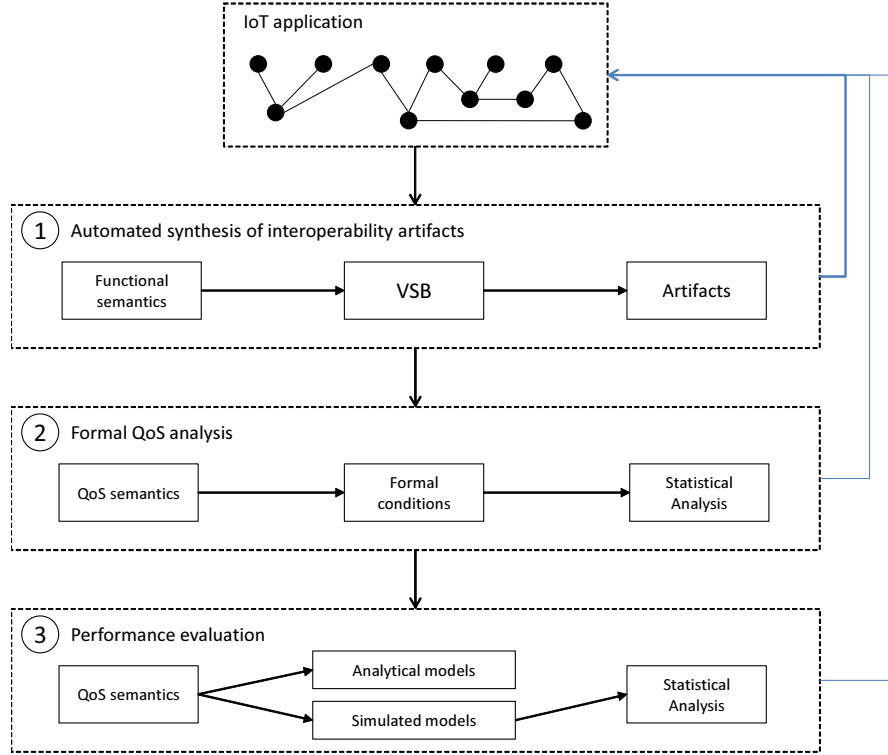 IoT application
1 Automated synthesis of interoperability artifacts
Functional
semantics
VSB
Artifacts
2 Formal QoS analysis
QoS semantics
Formal
conditions
Statistical
Analysis
3 Performance evaluation
QoS semantics
Analytical models
Simulated models
Statistical
Analysis